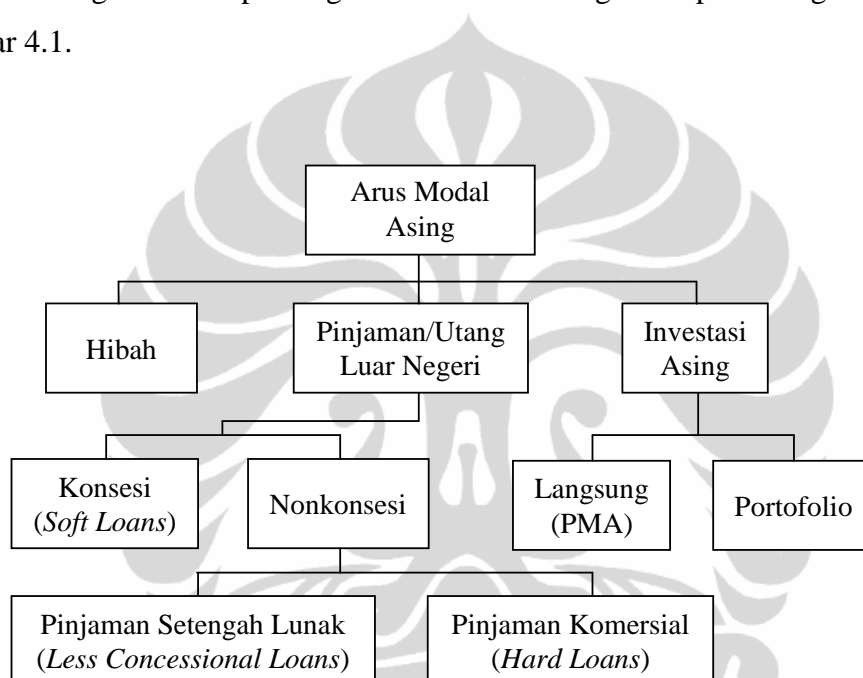 ar 4.1.
Arus Modal
Asing
Hibah
Pinjaman/Utang
Luar Negeri
Investasi
Asing
Konsesi
(Soft Loans)
Nonkonsesi
Langsung
(PMA)
Portofolio
Pinjaman Setengah Lunak
(Less Concessional Loans)
Pinjaman Komersial
(Hard Loans)